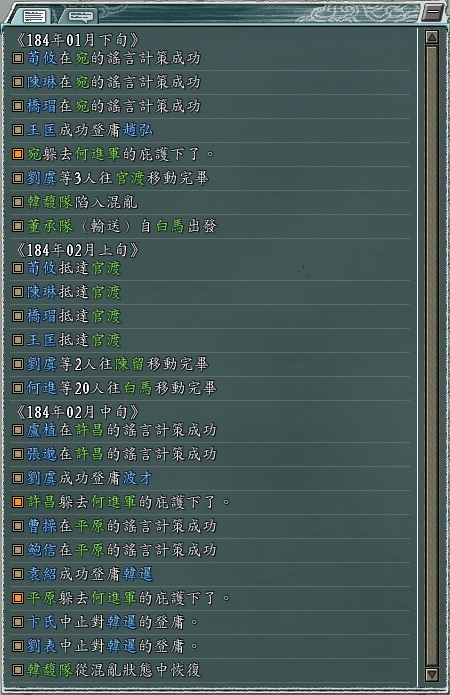 《184年01月下旬》
荀攸在宛的謠言計策成功
陳琳在宛的謠言計策成功
橋瑁在宛的謠言計策成功
王匡成功登庸趙弘
宛躲去何進軍的庇護下了。
劉虞等3人往官渡移動完畢
韓馥隊陷入混亂
董承隊（輸送）自白馬出發
《184年02月上旬》
荀攸抵達官渡
陳琳抵達官渡
橋瑁抵達官渡
王匡抵達官渡
劉虞等2人往陳留移動完畢
何進等20人往白馬移動完畢
《184年02月中旬》
盧植在許昌的謠言計策成功
張邈在許昌的謠言計策成功
劉虞成功登庸波才
許昌躲去何進軍的庇護下了。
曹操在平原的謠言計策成功
鮑信在平原的謠言計策成功
袁紹成功登庸韓暹
平原躲去何進軍的庇護下了。
卞氏中止對韓暹的登庸。
劉表中止對韓暹的登庸。
韓馥隊從混亂狀態中恢復